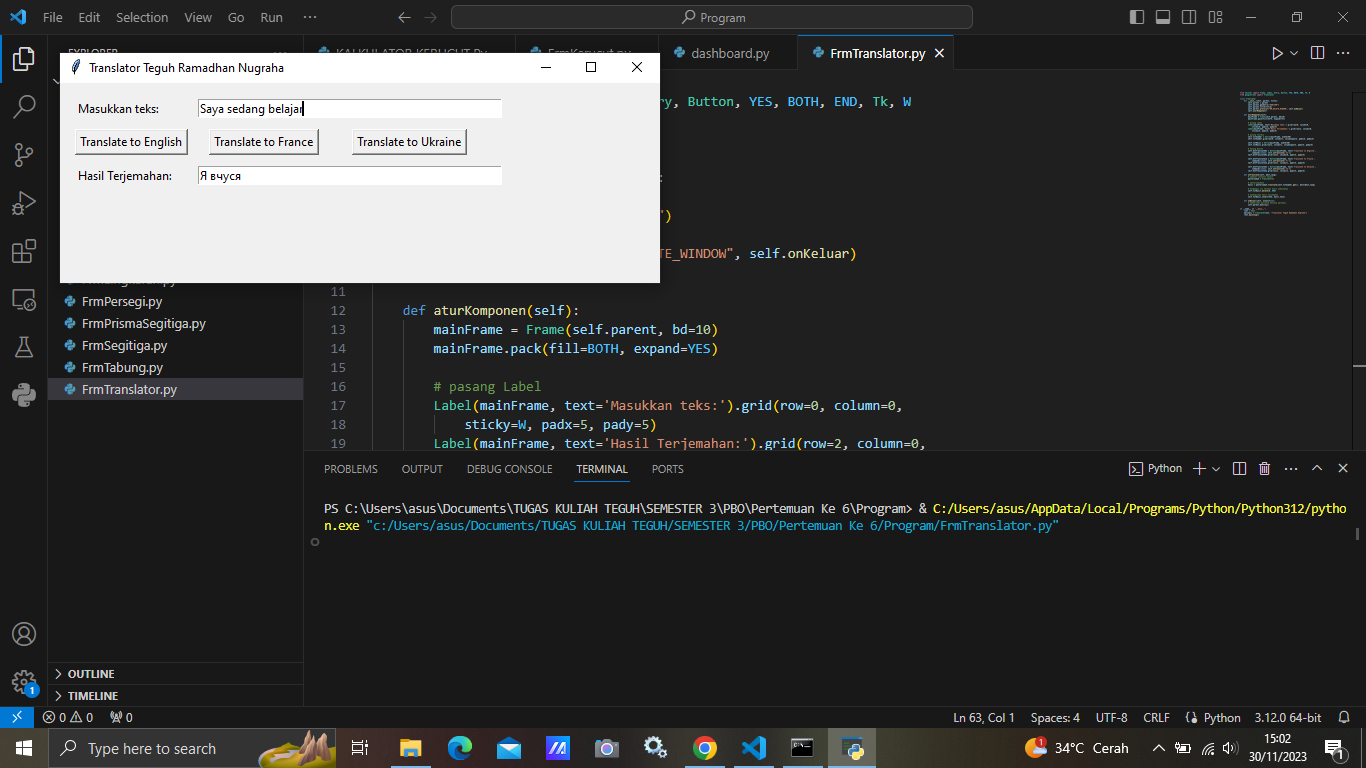 File Edit Selection View Go Run ··· Program
EXPLORER
FrmKerucut.py dashboard.py FrmTranslator.py
Translator Teguh Ramadhan Nugraha
Masukkan teks: Saya sedang belajar
Translate to English Translate to France Translate to Ukraine
Hasil Terjemahan: Я вчуся
Button, YES, BOTH, END, Tk, W
TE_WINDOW", self.onKeluar)
FrmPersegi.py
FrmPrismaSegitiga.py
FrmSegitiga.py
FrmTabung.py
FrmTranslator.py
11
12 def aturKomponen(self):
13 mainFrame = Frame(self.parent, bd=10)
14 mainFrame.pack(fill=BOTH, expand=YES)
15
16 # pasang Label
17 Label(mainFrame, text='Masukkan teks:').grid(row=0, column=0,
18 sticky=W, padx=5, pady=5)
19 Label(mainFrame, text='Hasil Terjemahan:').grid(row=2, column=0,
PROBLEMS OUTPUT DEBUG CONSOLE TERMINAL PORTS Python
PS C:\Users\asus\Documents\TUGAS KULIAH TEGUH\SEMESTER 3\PBO\Pertemuan Ke 6\Program> & C:/Users/asus/AppData/Local/Programs/Python/Python312/pytho
n.exe "c:/Users/asus/Documents/TUGAS KULIAH TEGUH/SEMESTER 3/PBO/Pertemuan Ke 6/Program/FrmTranslator.py"
OUTLINE
TIMELINE
1
0 0 0 Ln 63, Col 1 Spaces: 4 UTF-8 CRLF Python 3.12.0 64-bit
Type here to search 1 34°C Cerah 15:02
30/11/2023 1